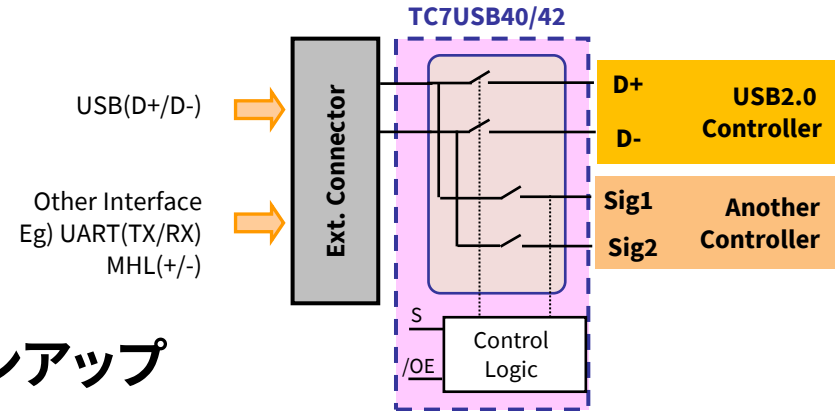 TC7USB40/42
USB(D+/D-)
Other Interface
Eg) UART(TX/RX)
MHL(+/-)
Ext. Connector
D+
D-
USB2.0
Controller
Sig1
Sig2
Another
Controller
S
/OE
Control
Logic
ンアップ